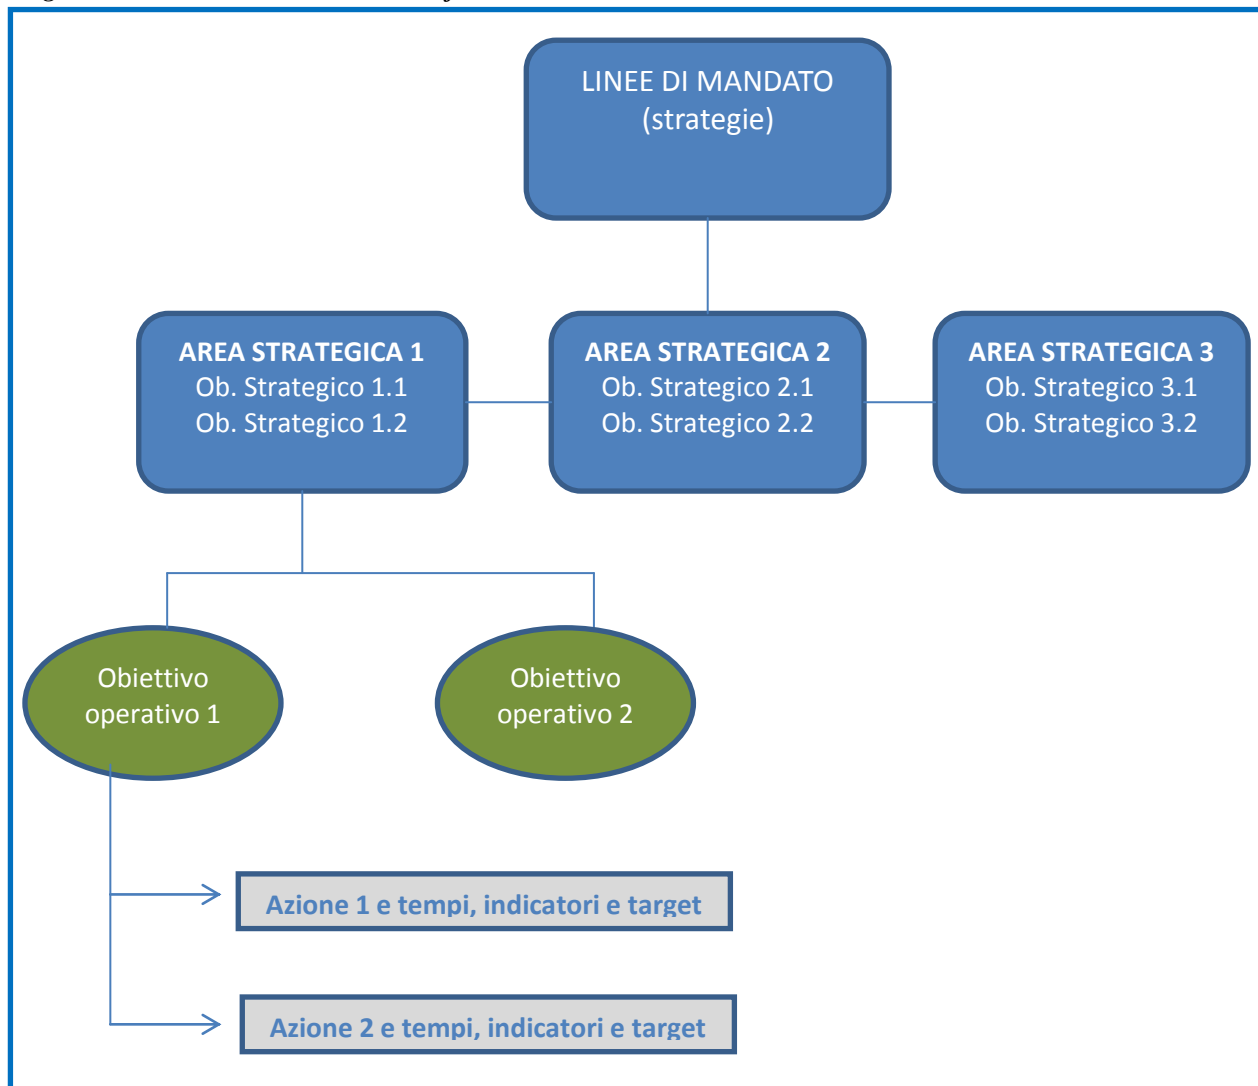 LINEE DI MANDATO
(strategie)
AREA STRATEGICA 1
Ob. Strategico 1.1
Ob. Strategico 1.2
AREA STRATEGICA 2
Ob. Strategico 2.1
Ob. Strategico 2.2
AREA STRATEGICA 3
Ob. Strategico 3.1
Ob. Strategico 3.2
Obiettivo
operativo 1
Obiettivo
operativo 2
Azione 1 e tempi, indicatori e target
Azione 2 e tempi, indicatori e target